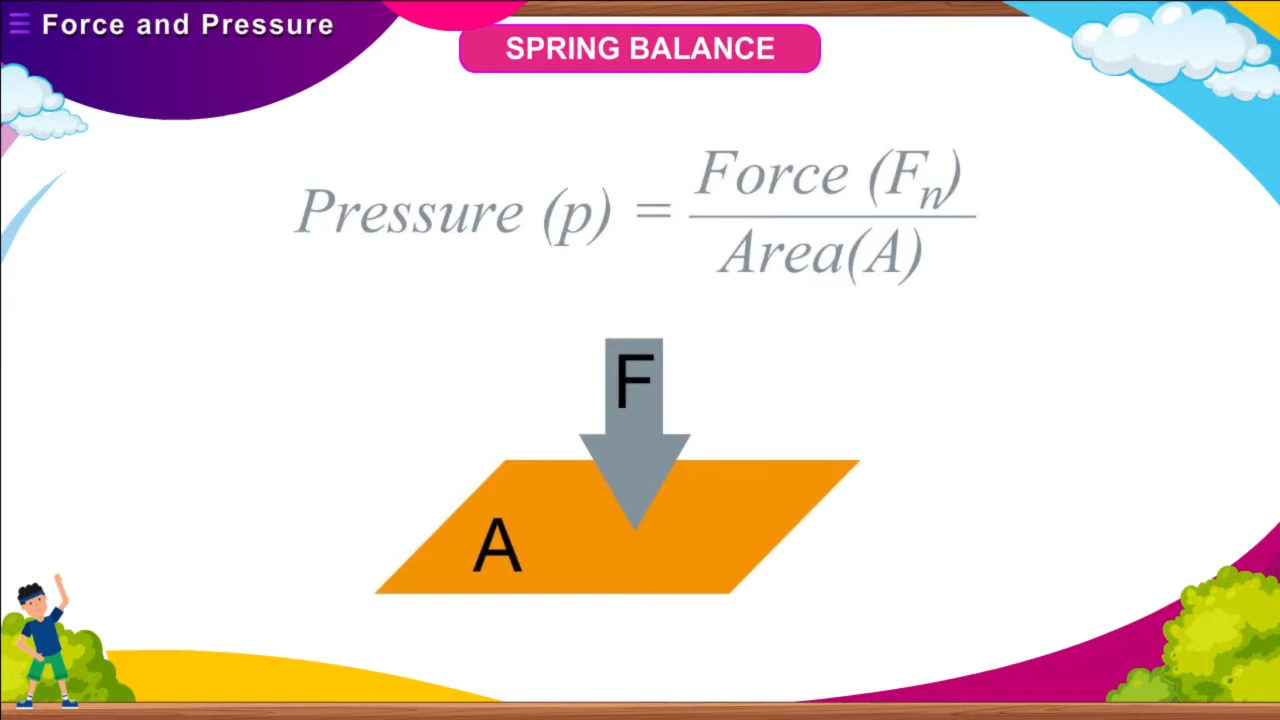 Force and Pressure
SPRING BALANCE
Pressure (p) = Force (Fₙ) / Area(A)
F
A